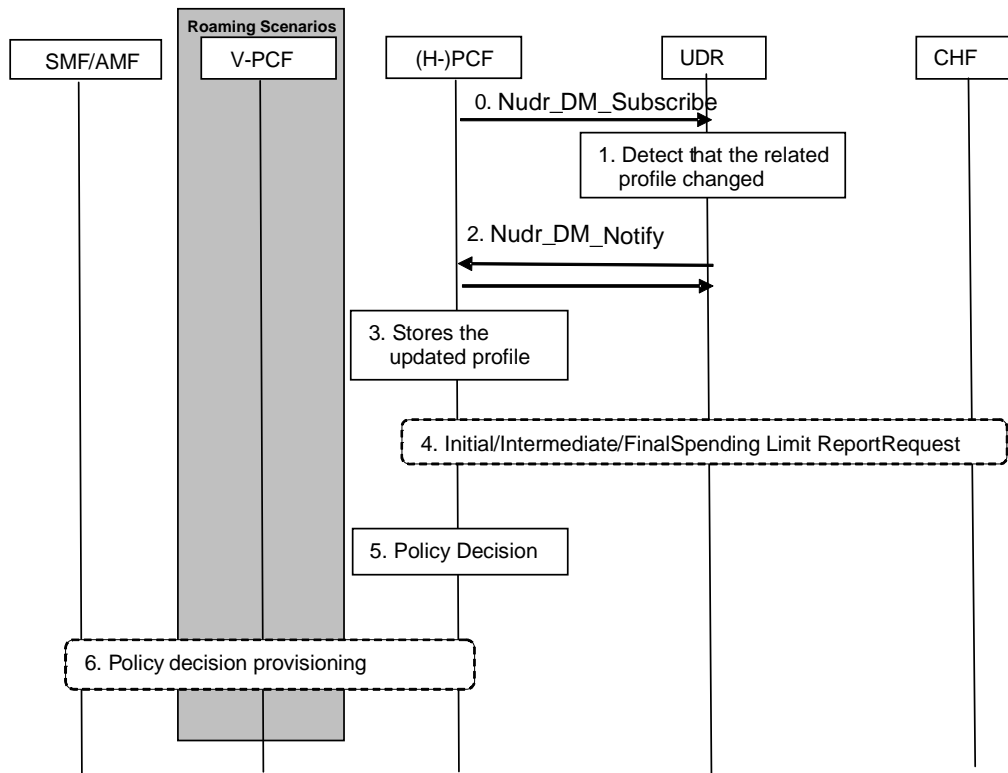 Roaming Scenarios
SMF/AMF
V-PCF
(H-)PCF
UDR
CHF
0. Nudr_DM_Subscribe
1. Detect that the related
profile changed
2. Nudr_DM_Notify
3. Stores the
updated profile
4. Initial/Intermediate/FinalSpending Limit ReportRequest
5. Policy Decision
6. Policy decision provisioning